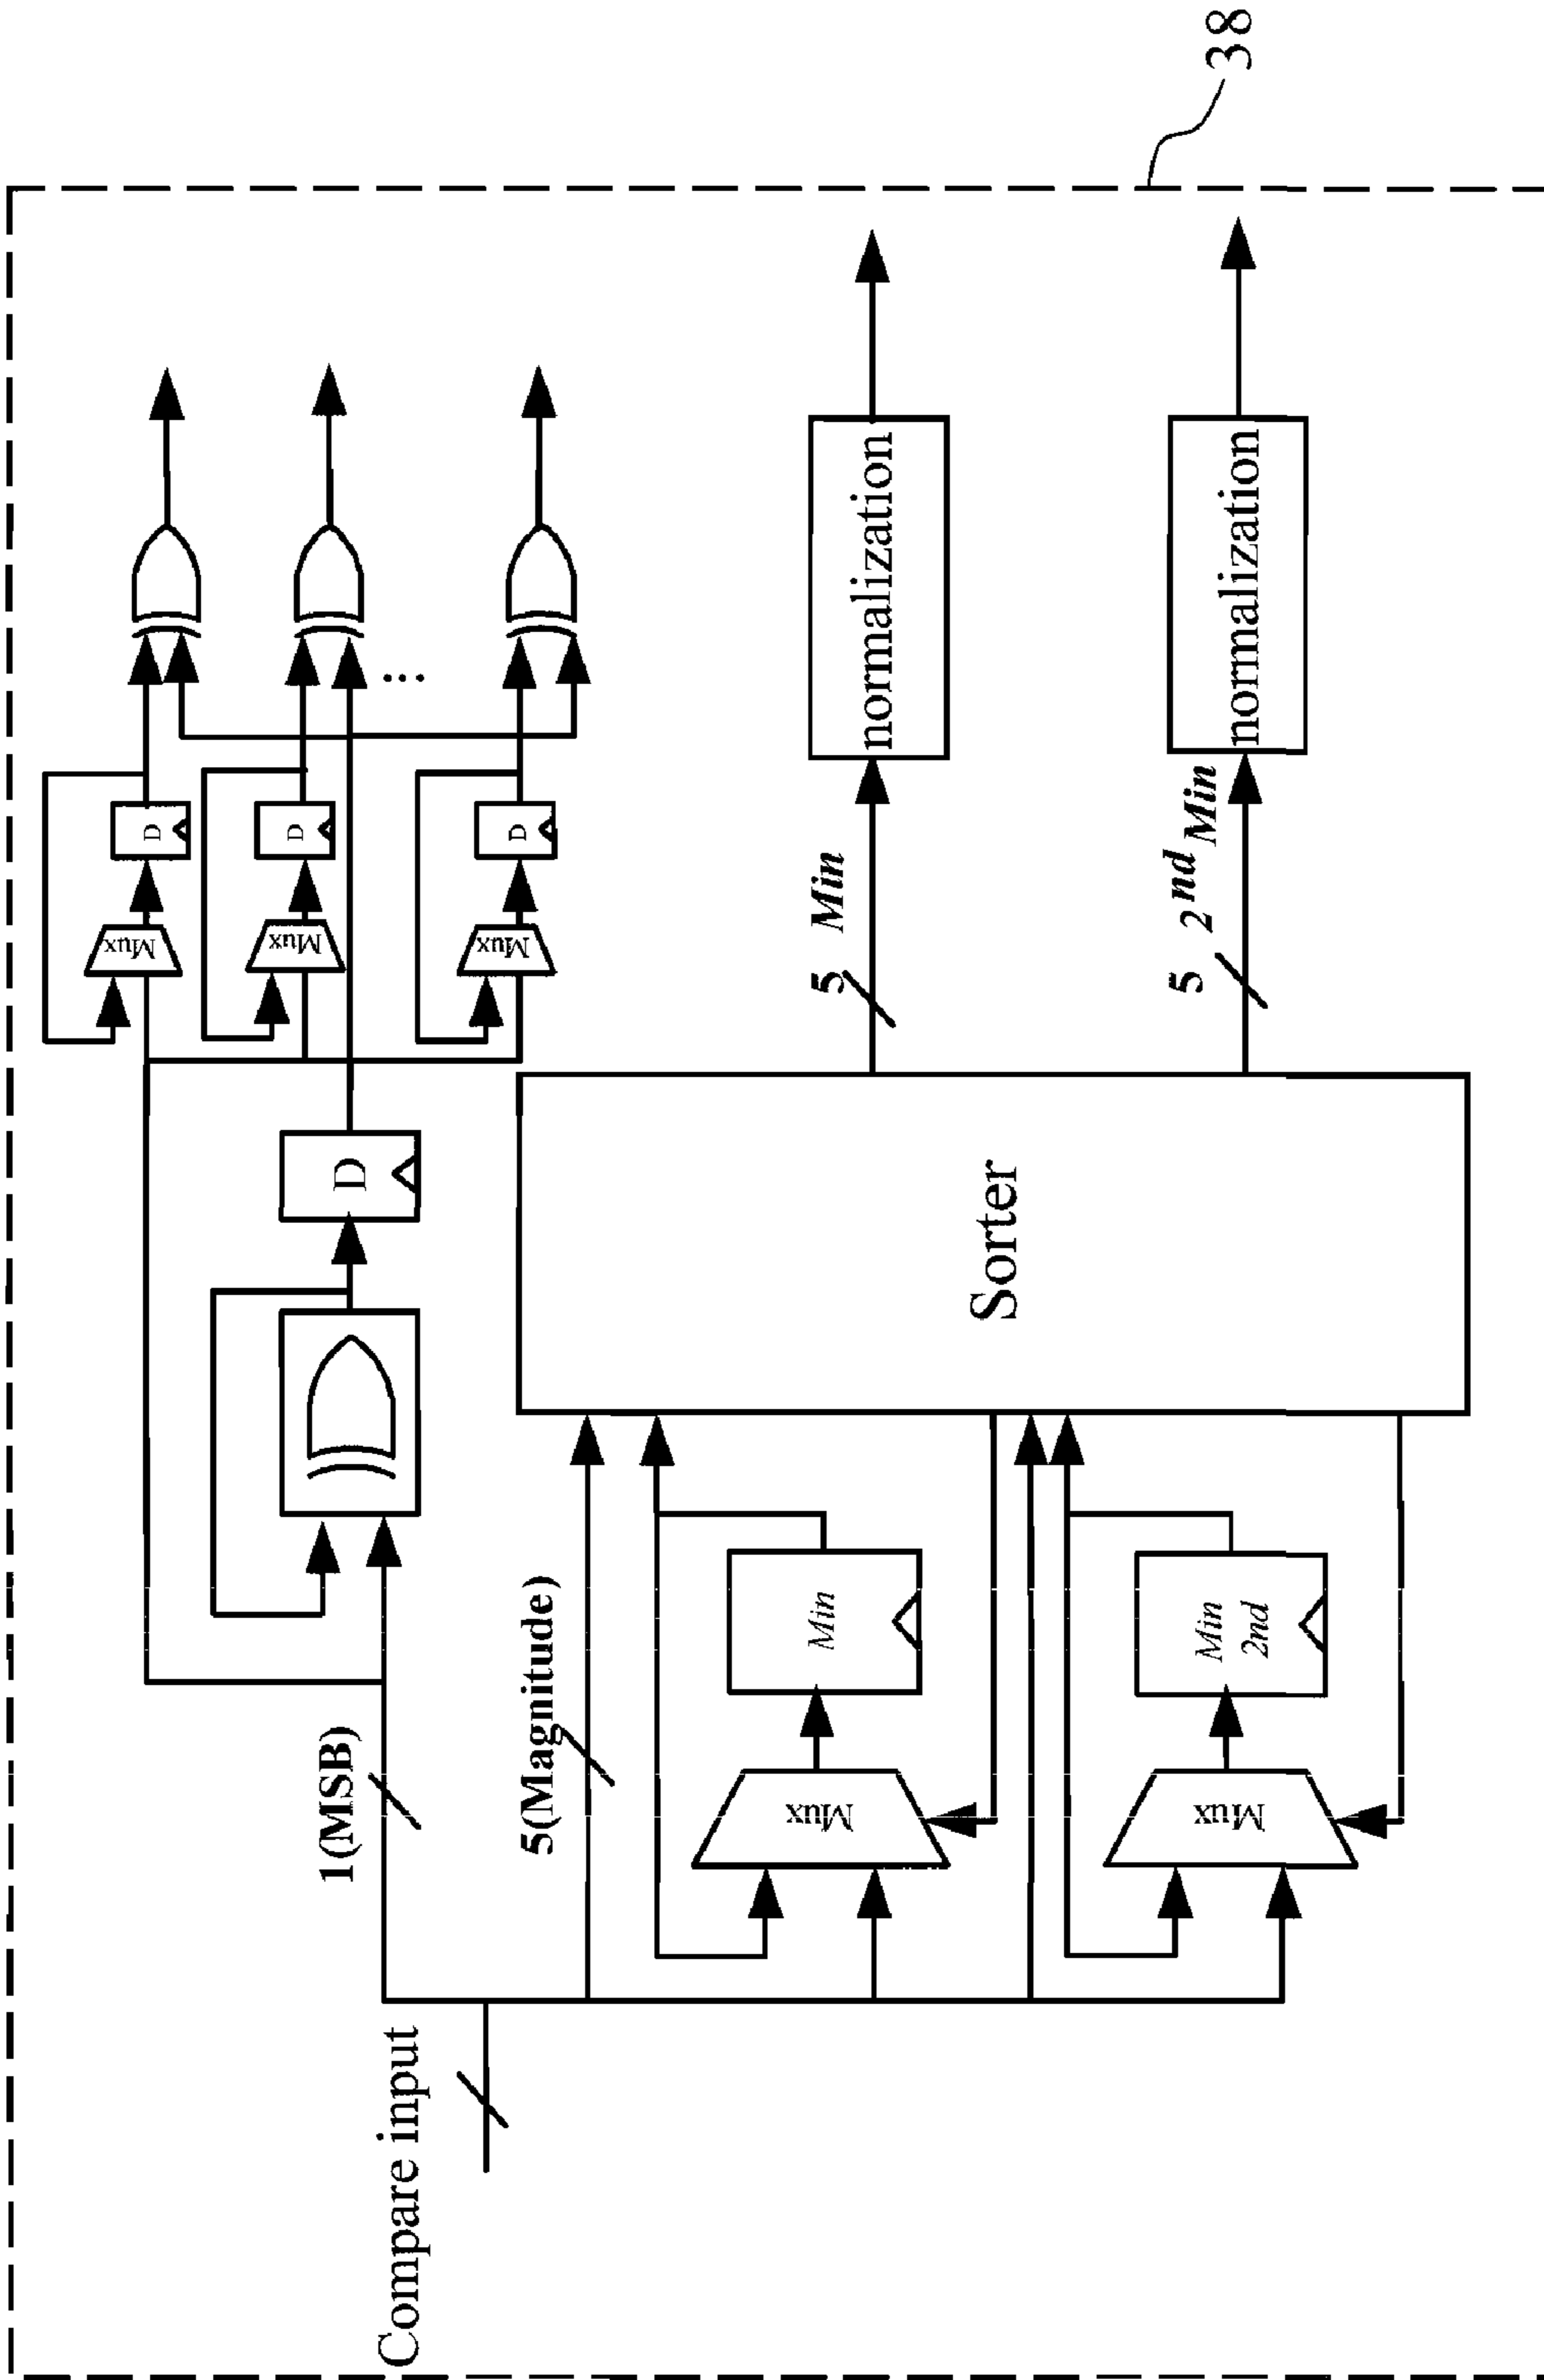 38
Mux
D
Mux
D
...
Mux
D
D
1(MSB)
Compare input
5(Magnitude)
Mux
Min
Mux
Min
2nd
Sorter
5 Min
5 2nd Min
normalization
normalization